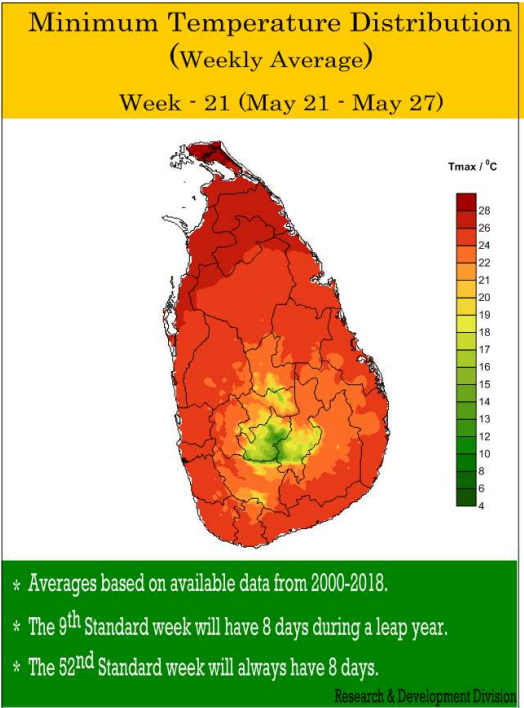 Minimum Temperature Distribution
(Weekly Average)
Week - 21 (May 21 - May 27)
Tmax / ⁰C
28
26
24
22
21
20
19
18
17
16
15
14
13
12
10
8
6
4
* Averages based on available data from 2000-2018.
* The 9th Standard week will have 8 days during a leap year.
* The 52nd Standard week will always have 8 days.
Research & Development Division